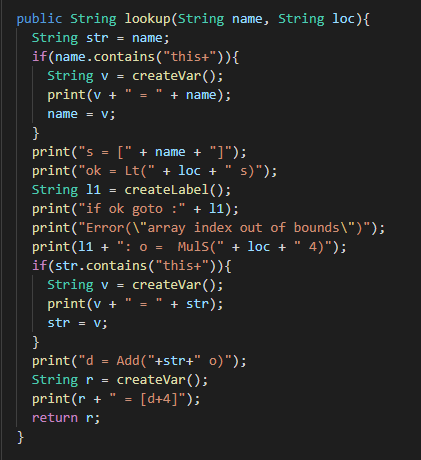 public String lookup(String name, String loc){
  String str = name;
  if(name.contains("this+")){
    String v = createVar();
    print(v + " = " + name);
    name = v;
  }
  print("s = [" + name + "]");
  print("ok = Lt(" + loc + " s)");
  String l1 = createLabel();
  print("if ok goto :" + l1);
  print("Error(\"array index out of bounds\")");
  print(l1 + ": o =  MulS(" + loc + " 4)");
  if(str.contains("this+")){
    String v = createVar();
    print(v + " = " + str);
    str = v;
  }
  print("d = Add("+str+" o)");
  String r = createVar();
  print(r + " = [d+4]");
  return r;
}